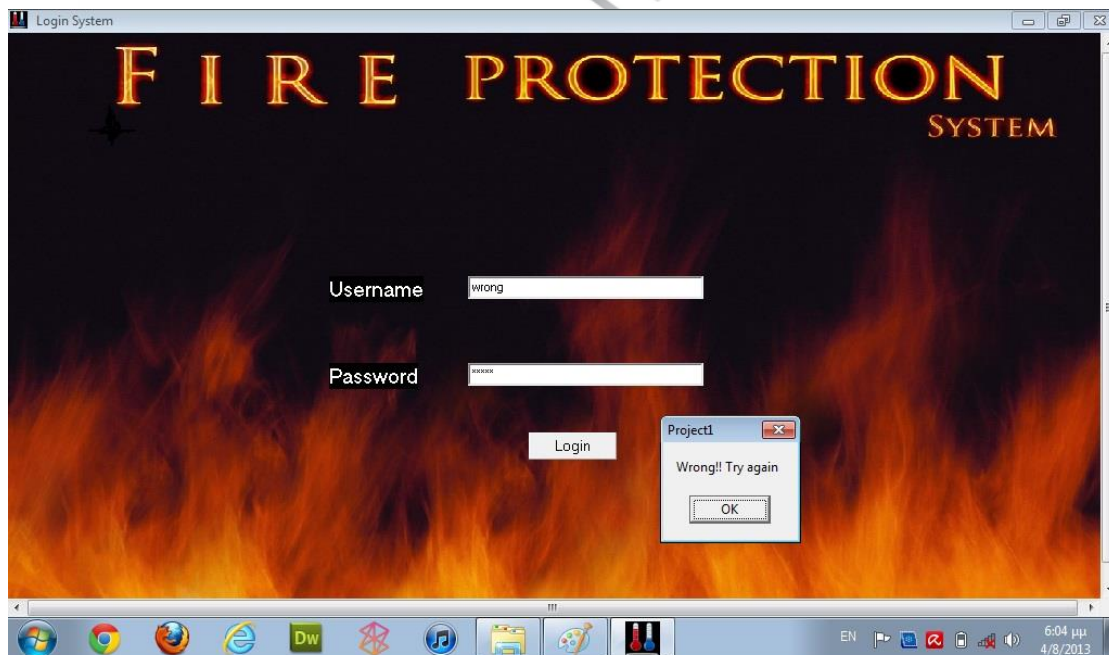 Login System
FIRE PROTECTION
SYSTEM
Username
wrong
Password
*****
Login
Project1
Wrong!! Try again
OK
Dw
EN
6:04 μμ
4/8/2013